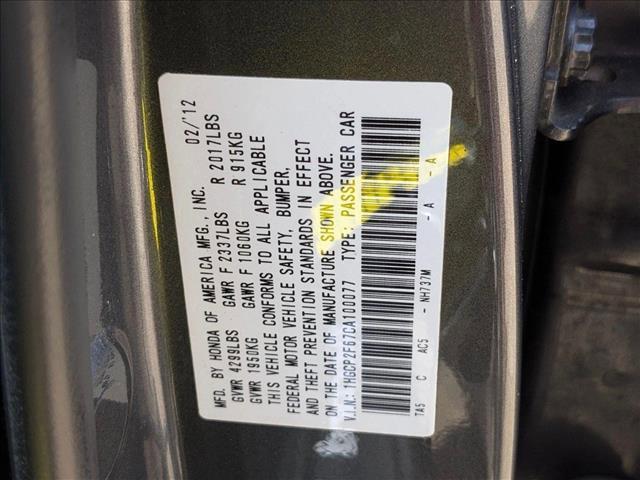 MFD. BY HONDA OF AMERICA MFG., INC. 02/'12
GVWR 4299LBS GAWR F 2337LBS R 2017LBS
GVWR 1950KG GAWR F 1060KG R 915KG
THIS VEHICLE CONFORMS TO ALL APPLICABLE
FEDERAL MOTOR VEHICLE SAFETY, BUMPER,
AND THEFT PREVENTION STANDARDS IN EFFECT
ON THE DATE OF MANUFACTURE SHOWN ABOVE.
V.I.N.: 1HGCP2F67CA100077 TYPE: PASSENGER CAR
TA5 C AC5 - NH737M - A - A